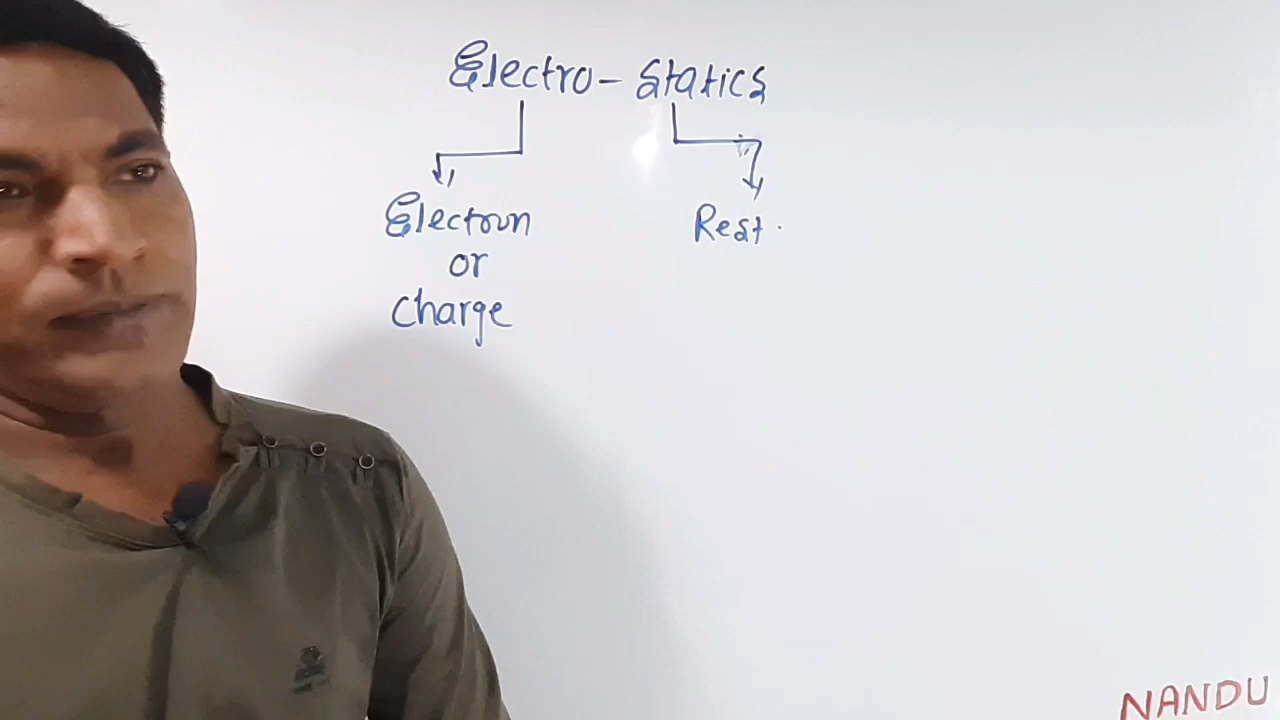 Electro - Statics
Electron
Rest.
or
Charge
NANDU